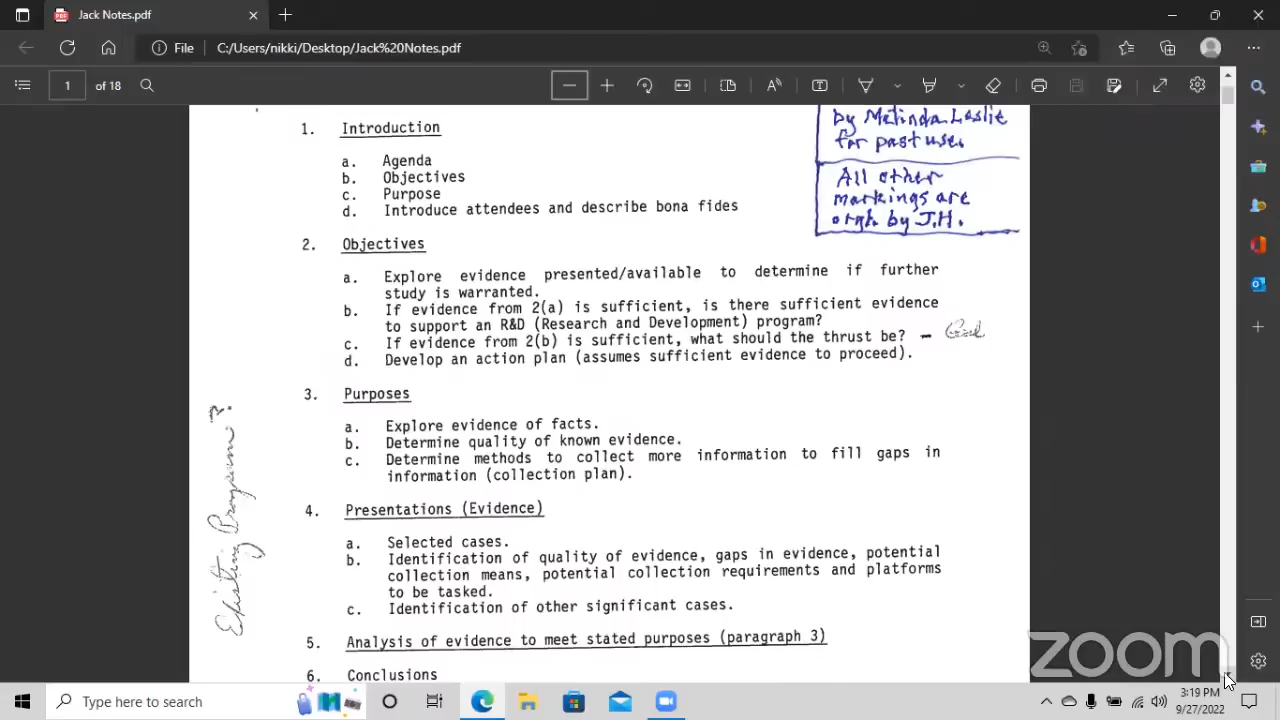 Jack Notes.pdf
File C:/Users/nikki/Desktop/Jack%20Notes.pdf
1 of 18
by Melinda Leslie
for past use.
All other
markings are
by J.H.
1. Introduction
a. Agenda
b. Objectives
c. Purpose
d. Introduce attendees and describe bona fides
2. Objectives
a. Explore evidence presented/available to determine if further
study is warranted.
b. If evidence from 2(a) is sufficient, is there sufficient evidence
to support an R&D (Research and Development) program?
c. If evidence from 2(b) is sufficient, what should the thrust be? -
d. Develop an action plan (assumes sufficient evidence to proceed).
3. Purposes
a. Explore evidence of facts.
b. Determine quality of known evidence.
c. Determine methods to collect more information to fill gaps in
information (collection plan).
Existing Program?
4. Presentations (Evidence)
a. Selected cases.
b. Identification of quality of evidence, gaps in evidence, potential
collection means, potential collection requirements and platforms
to be tasked.
c. Identification of other significant cases.
5. Analysis of evidence to meet stated purposes (paragraph 3)
6. Conclusions
zoom
Type here to search
3:19 PM
9/27/2022